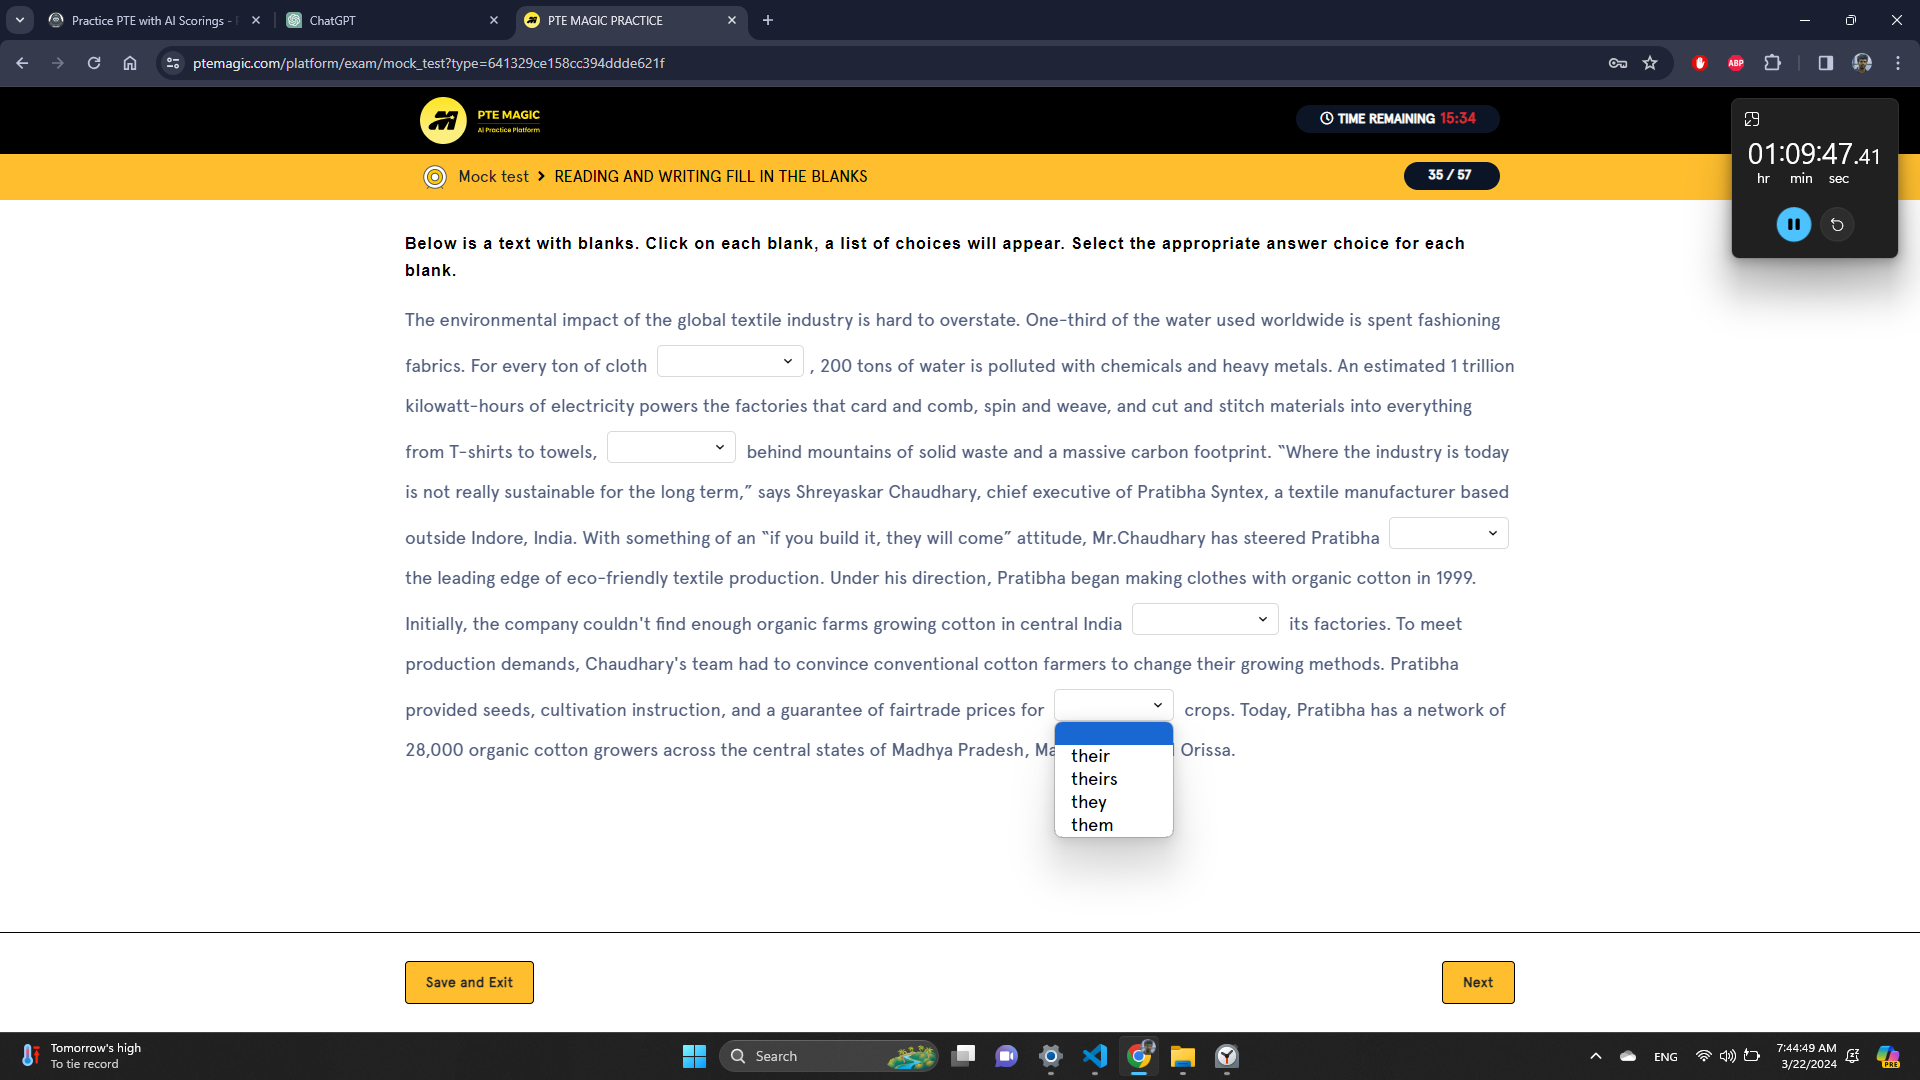 Practice PTE with AI Scorings -
ChatGPT
PTE MAGIC PRACTICE
ptemagic.com/platform/exam/mock_test?type=641329ce158cc394ddde621f
ABP
PTE MAGIC
AI Practice Platform
TIME REMAINING 15:34
Mock test > READING AND WRITING FILL IN THE BLANKS
35 / 57
01:09:47.41
hr min sec
Below is a text with blanks. Click on each blank, a list of choices will appear. Select the appropriate answer choice for each
blank.
The environmental impact of the global textile industry is hard to overstate. One-third of the water used worldwide is spent fashioning
fabrics. For every ton of cloth , 200 tons of water is polluted with chemicals and heavy metals. An estimated 1 trillion
kilowatt-hours of electricity powers the factories that card and comb, spin and weave, and cut and stitch materials into everything
from T-shirts to towels, behind mountains of solid waste and a massive carbon footprint. “Where the industry is today
is not really sustainable for the long term,” says Shreyaskar Chaudhary, chief executive of Pratibha Syntex, a textile manufacturer based
outside Indore, India. With something of an “if you build it, they will come” attitude, Mr.Chaudhary has steered Pratibha
the leading edge of eco-friendly textile production. Under his direction, Pratibha began making clothes with organic cotton in 1999.
Initially, the company couldn't find enough organic farms growing cotton in central India its factories. To meet
production demands, Chaudhary's team had to convince conventional cotton farmers to change their growing methods. Pratibha
provided seeds, cultivation instruction, and a guarantee of fairtrade prices for crops. Today, Pratibha has a network of
28,000 organic cotton growers across the central states of Madhya Pradesh, Orissa.
their
theirs
they
them
Save and Exit
Next
Tomorrow's high
To tie record
Search
ENG
7:44:49 AM
3/22/2024
PRE